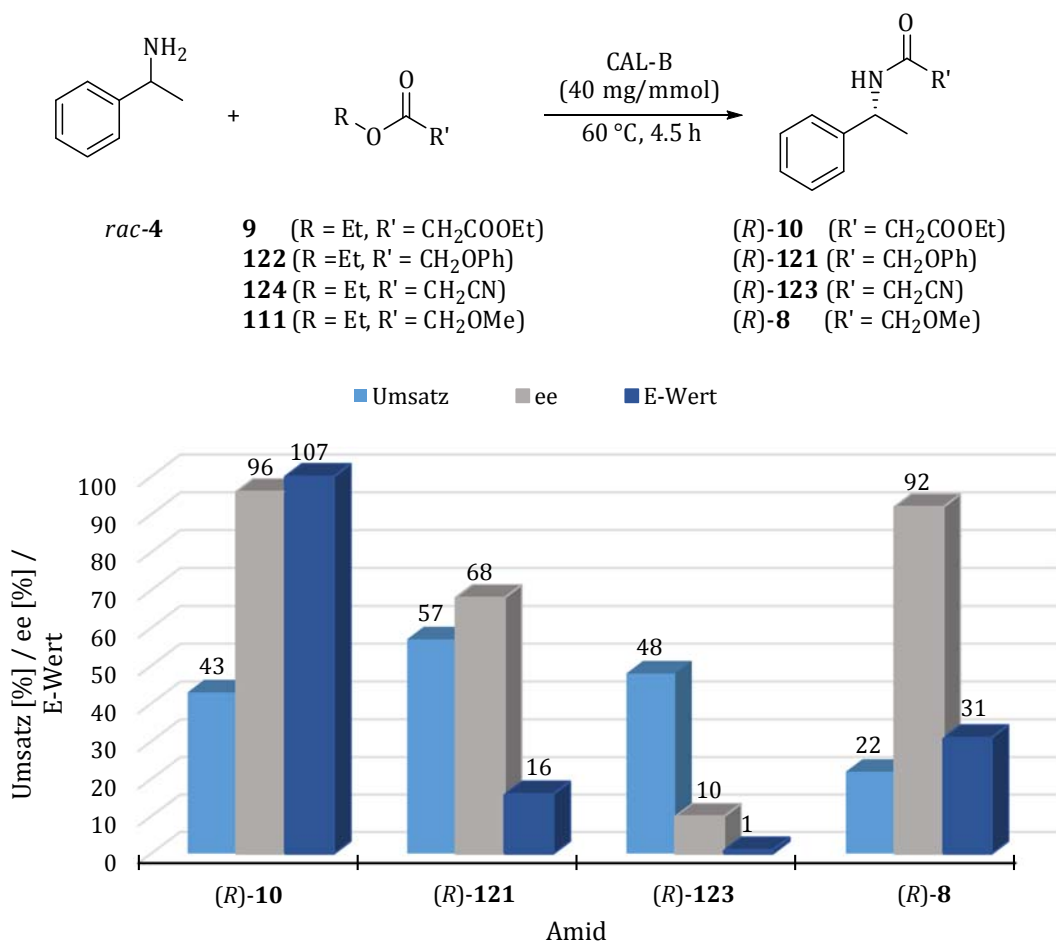 NH₂
+
R
O
O
R'
CAL-B
(40 mg/mmol)
60 °C, 4.5 h
O
HN
R'
rac-4
9 (R = Et, R' = CH₂COOEt)
122 (R =Et, R' = CH₂OPh)
124 (R = Et, R' = CH₂CN)
111 (R = Et, R' = CH₂OMe)
(R)-10 (R' = CH₂COOEt)
(R)-121 (R' = CH₂OPh)
(R)-123 (R' = CH₂CN)
(R)-8 (R' = CH₂OMe)
Umsatz ee E-Wert
Umsatz [%] / ee [%] /
E-Wert
100
90
80
70
60
50
40
30
20
10
0
43
96
107
57
68
16
48
10
1
22
92
31
(R)-10
(R)-121
(R)-123
(R)-8
Amid